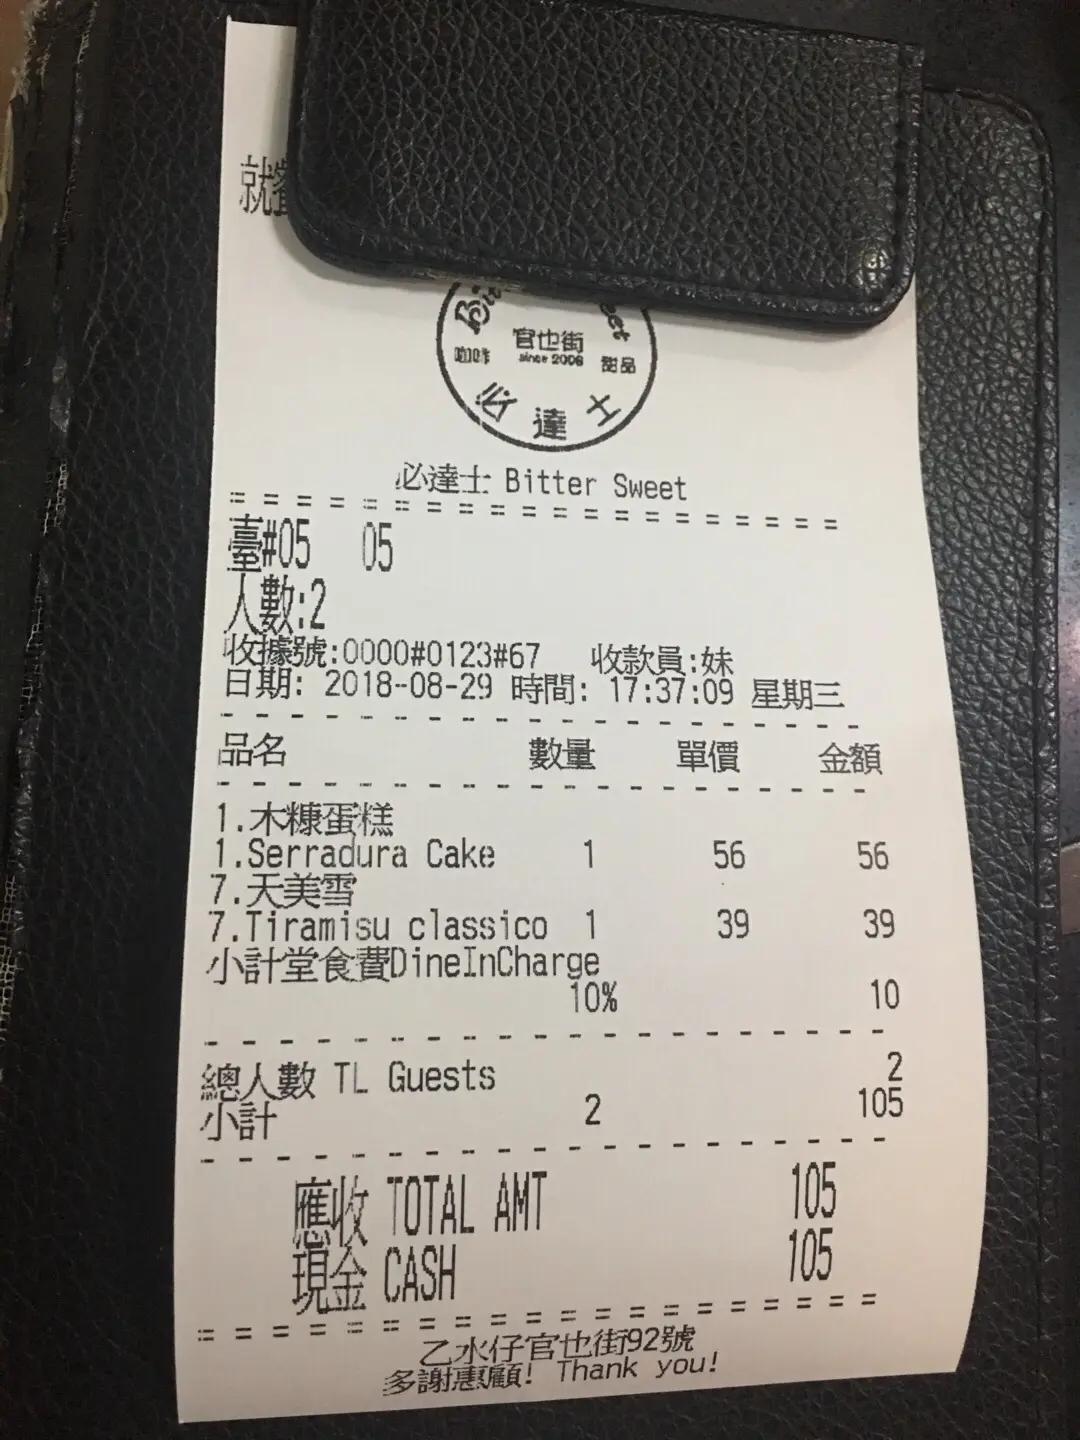 就餐
官也街
咖啡 since 2006 甜品
必達士
必達士 Bitter Sweet
臺#05 05
人數:2
收據號:0000#0123#67 收款員:妹
日期: 2018-08-29 時間: 17:37:09 星期三
品名 數量 單價 金額
1.木糠蛋糕
1.Serradura Cake 1 56 56
7.天美雪
7.Tiramisu classico 1 39 39
小計堂食費DineInCharge
10% 10
總人數 TL Guests 2
小計 2 105
應收 TOTAL AMT 105
現金 CASH 105
乙水仔官也街92號
多謝惠顧! Thank you!